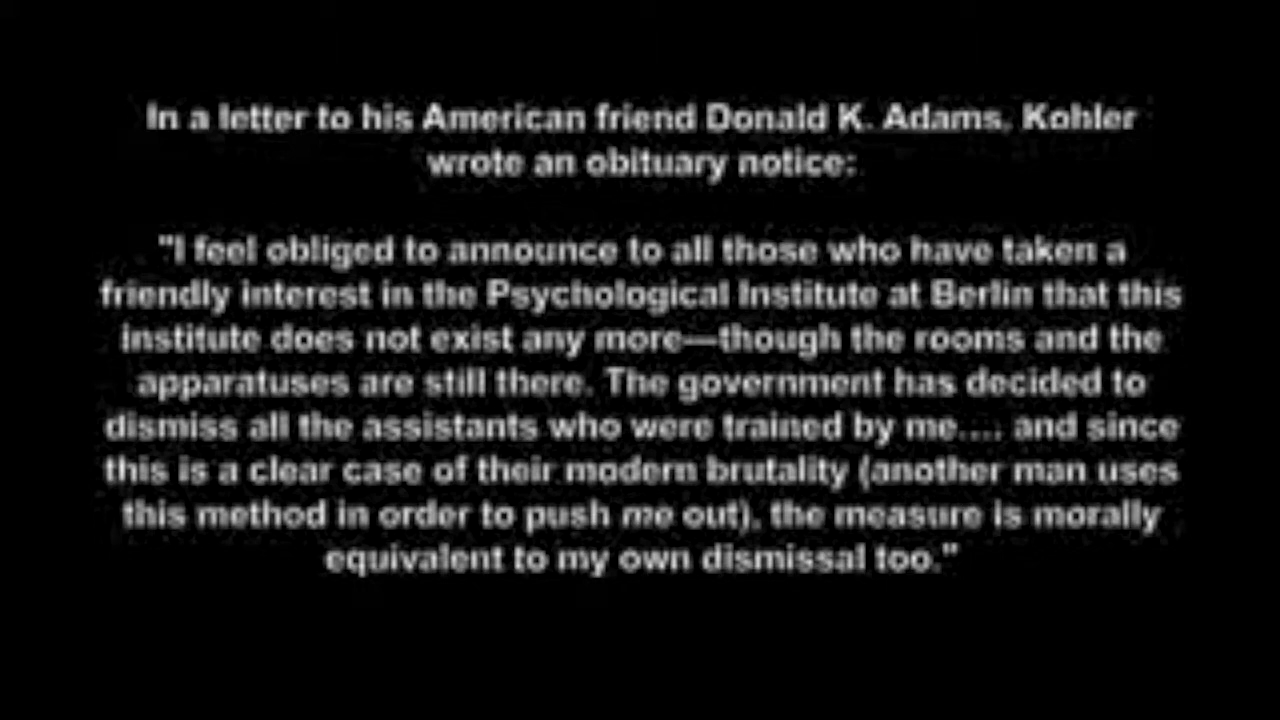 In a letter to his American friend Donald K. Adams, Kohler
wrote an obituary notice:
"I feel obliged to announce to all those who have taken a
friendly interest in the Psychological Institute at Berlin that this
institute does not exist any more—though the rooms and the
apparatuses are still there. The government has decided to
dismiss all the assistants who were trained by me.... and since
this is a clear case of their modern brutality (another man uses
this method in order to push me out), the measure is morally
equivalent to my own dismissal too."